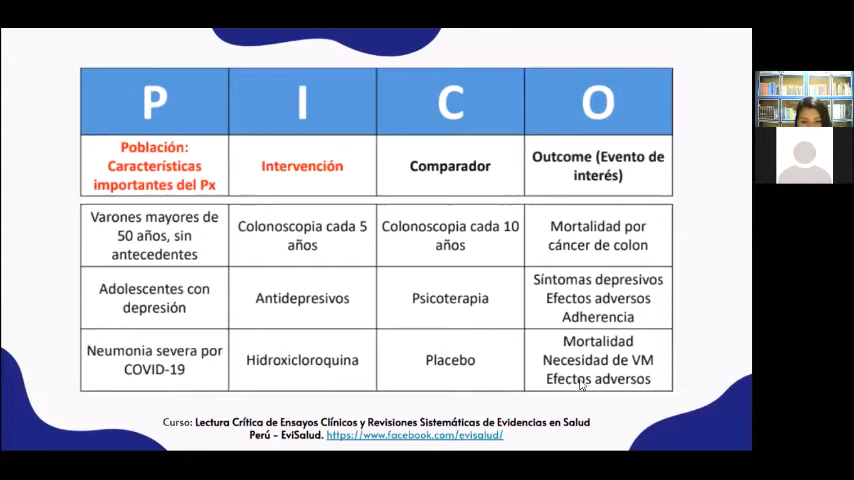 P
I
C
O
Población:
Características
importantes del Px
Intervención
Comparador
Outcome (Evento de
interés)
Varones mayores de
50 años, sin
antecedentes
Colonoscopia cada 5
años
Colonoscopia cada 10
años
Mortalidad por
cáncer de colon
Adolescentes con
depresión
Antidepresivos
Psicoterapia
Síntomas depresivos
Efectos adversos
Adherencia
Neumonia severa por
COVID-19
Hidroxicloroquina
Placebo
Mortalidad
Necesidad de VM
Efectos adversos
Curso: Lectura Crítica de Ensayos Clínicos y Revisiones Sistemáticas de Evidencias en Salud
Perú - EviSalud. https://www.facebook.com/evisalud/